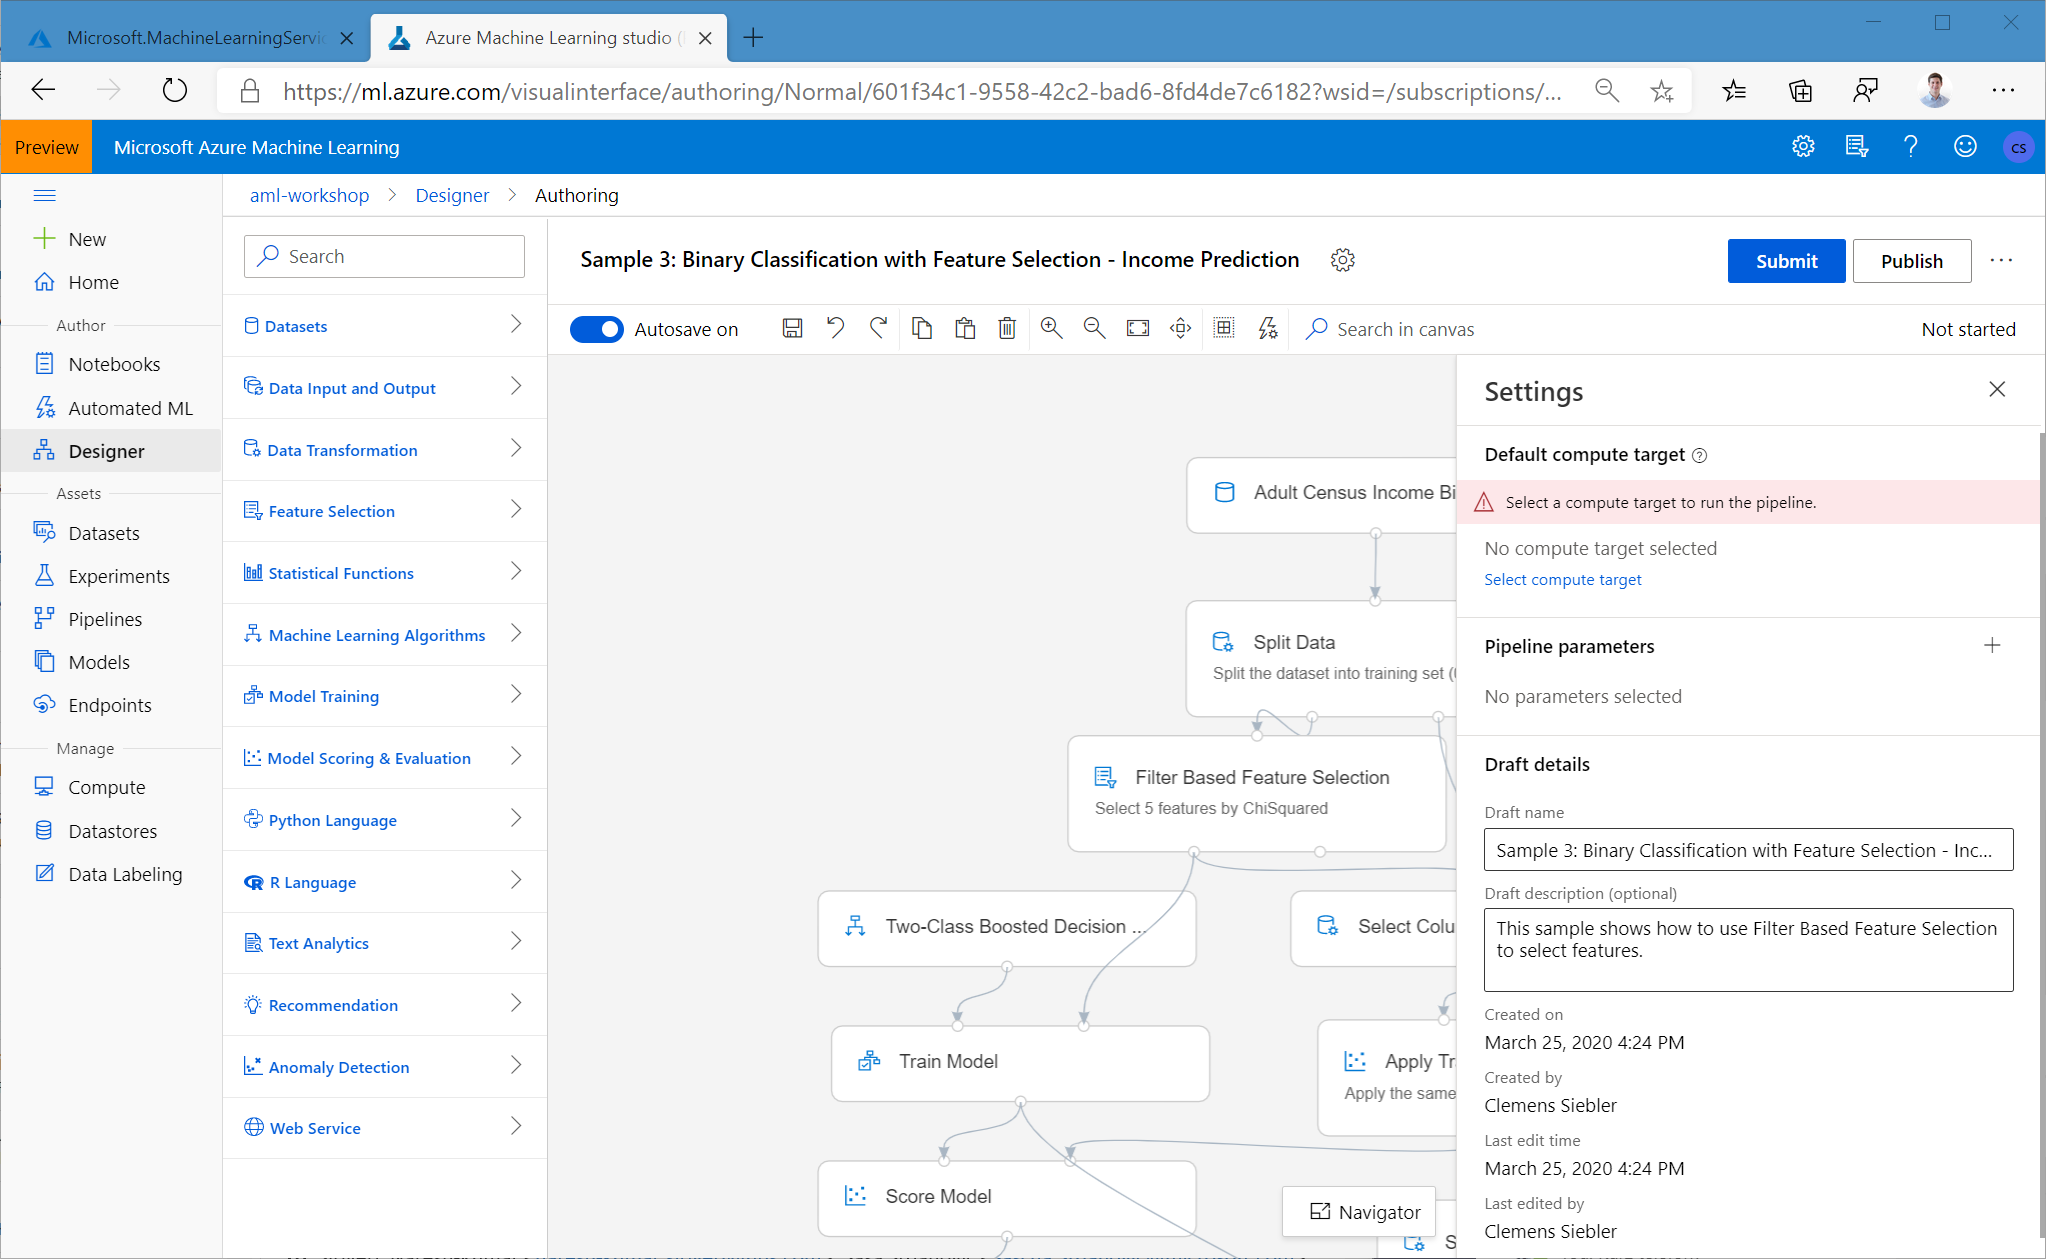 Microsoft.MachineLearningServic
Azure Machine Learning studio (
https://ml.azure.com/visualinterface/authoring/Normal/601f34c1-9558-42c2-bad6-8fd4de7c6182?wsid=/subscriptions/...
Preview
Microsoft Azure Machine Learning
CS
aml-workshop > Designer > Authoring
New
Home
Author
Notebooks
Automated ML
Designer
Assets
Datasets
Experiments
Pipelines
Models
Endpoints
Manage
Compute
Datastores
Data Labeling
Search
Datasets
Data Input and Output
Data Transformation
Feature Selection
Statistical Functions
Machine Learning Algorithms
Model Training
Model Scoring & Evaluation
Python Language
R Language
Text Analytics
Recommendation
Anomaly Detection
Web Service
Sample 3: Binary Classification with Feature Selection - Income Prediction
Submit
Publish
Autosave on
Search in canvas
Not started
Adult Census Income Bi
Split Data
Split the dataset into training set (
Filter Based Feature Selection
Select 5 features by ChiSquared
Two-Class Boosted Decision ...
Select Colu
Train Model
Apply Tr
Apply the same
Score Model
Navigator
S
Settings
Default compute target
Select a compute target to run the pipeline.
No compute target selected
Select compute target
Pipeline parameters
No parameters selected
Draft details
Draft name
Sample 3: Binary Classification with Feature Selection - Inc...
Draft description (optional)
This sample shows how to use Filter Based Feature Selection
to select features.
Created on
March 25, 2020 4:24 PM
Created by
Clemens Siebler
Last edit time
March 25, 2020 4:24 PM
Last edited by
Clemens Siebler